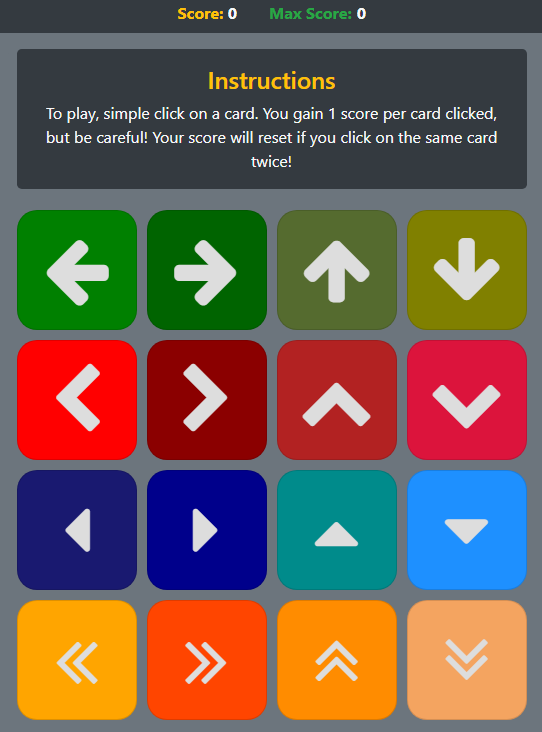 Score: 0 Max Score: 0
Instructions
To play, simple click on a card. You gain 1 score per card clicked,
but be careful! Your score will reset if you click on the same card
twice!